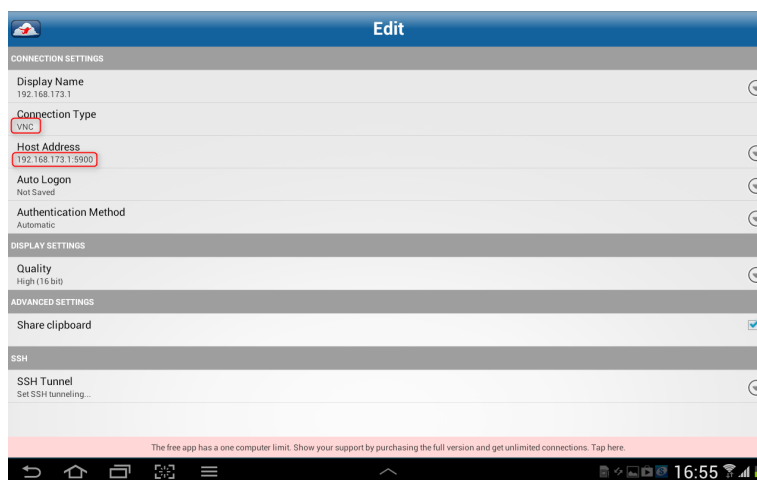 Edit
CONNECTION SETTINGS
Display Name
192.168.173.1
Connection Type
VNC
Host Address
192.168.173.1:5900
Auto Logon
Not Saved
Authentication Method
Automatic
DISPLAY SETTINGS
Quality
High (16 bit)
ADVANCED SETTINGS
Share clipboard
SSH
SSH Tunnel
Set SSH tunneling...
The free app has a one computer limit. Show your support by purchasing the full version and get unlimited connections. Tap here.
16:55